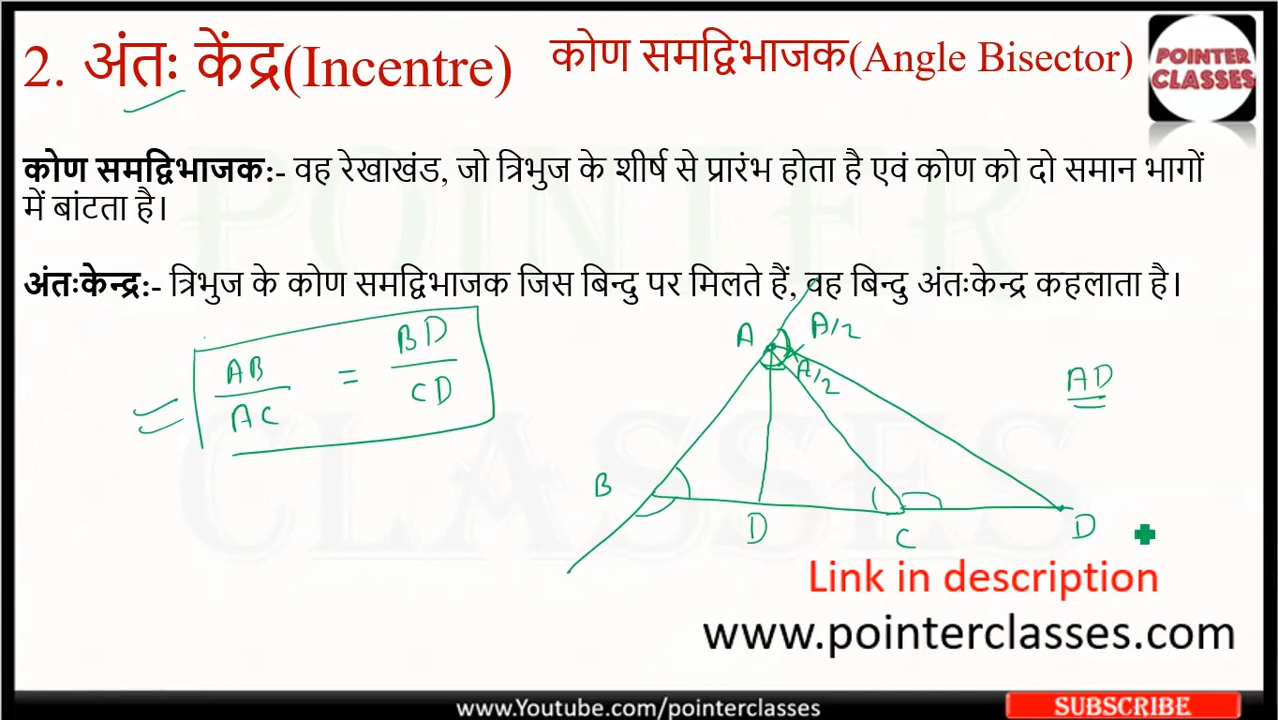 2. अंतः केंद्र(Incentre) कोण समद्विभाजक(Angle Bisector)
POINTER
CLASSES
कोण समद्विभाजक:- वह रेखाखंड, जो त्रिभुज के शीर्ष से प्रारंभ होता है एवं कोण को दो समान भागों
में बांटता है।
अंतःकेन्द्र:- त्रिभुज के कोण समद्विभाजक जिस बिन्दु पर मिलते हैं, वह बिन्दु अंतःकेन्द्र कहलाता है।
POINTER
CLASSES
AB/AC = BD/CD
A A/2
A/2
AD
B
D C D
Link in description
www.pointerclasses.com
www.Youtube.com/pointerclasses SUBSCRIBE